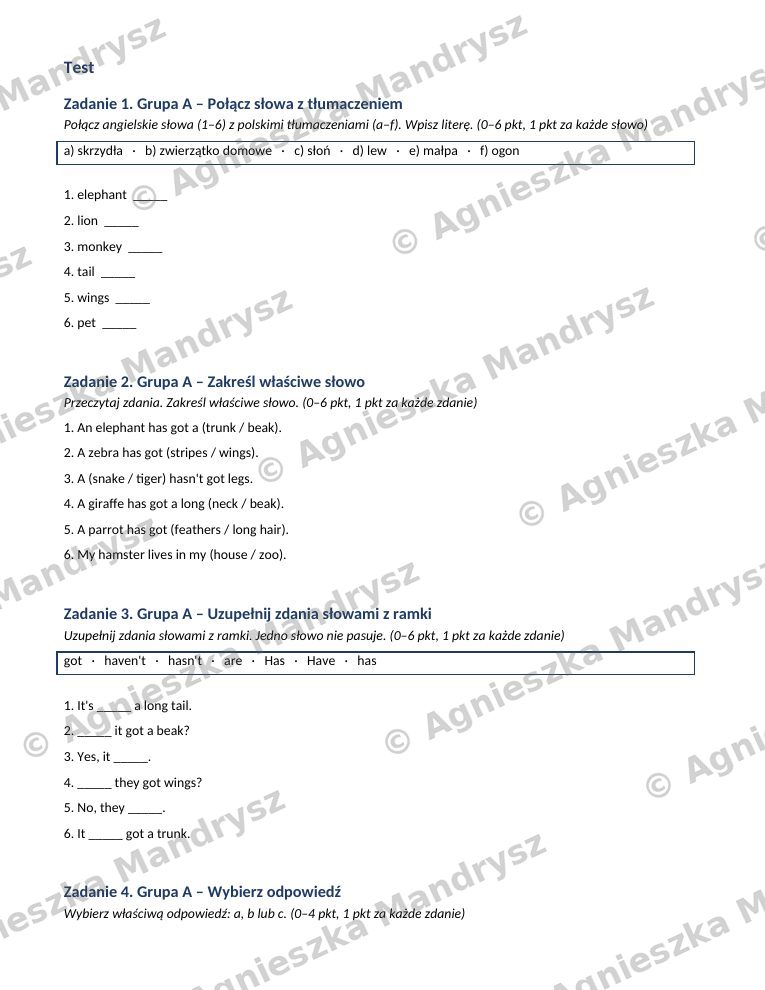 Test
Zadanie 1. Grupa A – Połącz słowa z tłumaczeniem
Połącz angielskie słowa (1–6) z polskimi tłumaczeniami (a–f). Wpisz literę. (0–6 pkt, 1 pkt za każde słowo)
a) skrzydła · b) zwierzątko domowe · c) słoń · d) lew · e) małpa · f) ogon
1. elephant _____
2. lion _____
3. monkey _____
4. tail _____
5. wings _____
6. pet _____
Zadanie 2. Grupa A – Zakreśl właściwe słowo
Przeczytaj zdania. Zakreśl właściwe słowo. (0–6 pkt, 1 pkt za każde zdanie)
1. An elephant has got a (trunk / beak).
2. A zebra has got (stripes / wings).
3. A (snake / tiger) hasn't got legs.
4. A giraffe has got a long (neck / beak).
5. A parrot has got (feathers / long hair).
6. My hamster lives in my (house / zoo).
Zadanie 3. Grupa A – Uzupełnij zdania słowami z ramki
Uzupełnij zdania słowami z ramki. Jedno słowo nie pasuje. (0–6 pkt, 1 pkt za każde zdanie)
got · haven't · hasn't · are · Has · Have · has
1. It's _____ a long tail.
2. _____ it got a beak?
3. Yes, it _____.
4. _____ they got wings?
5. No, they _____.
6. It _____ got a trunk.
Zadanie 4. Grupa A – Wybierz odpowiedź
Wybierz właściwą odpowiedź: a, b lub c. (0–4 pkt, 1 pkt za każde zdanie)
© Agnieszka Mandrysz